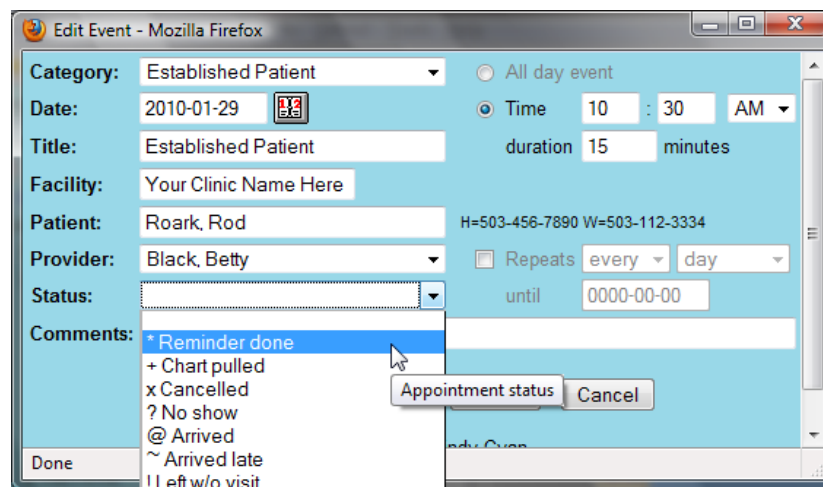 Edit Event - Mozilla Firefox
Category: Established Patient All day event
Date: 2010-01-29 Time 10 : 30 AM
Title: Established Patient duration 15 minutes
Facility: Your Clinic Name Here
Patient: Roark, Rod H=503-456-7890 W=503-112-3334
Provider: Black, Betty Repeats every day
Status: until 0000-00-00
Comments:
* Reminder done
+ Chart pulled
x Cancelled
Appointment status Cancel
? No show
@ Arrived
~ Arrived late
! Left w/o visit
Done